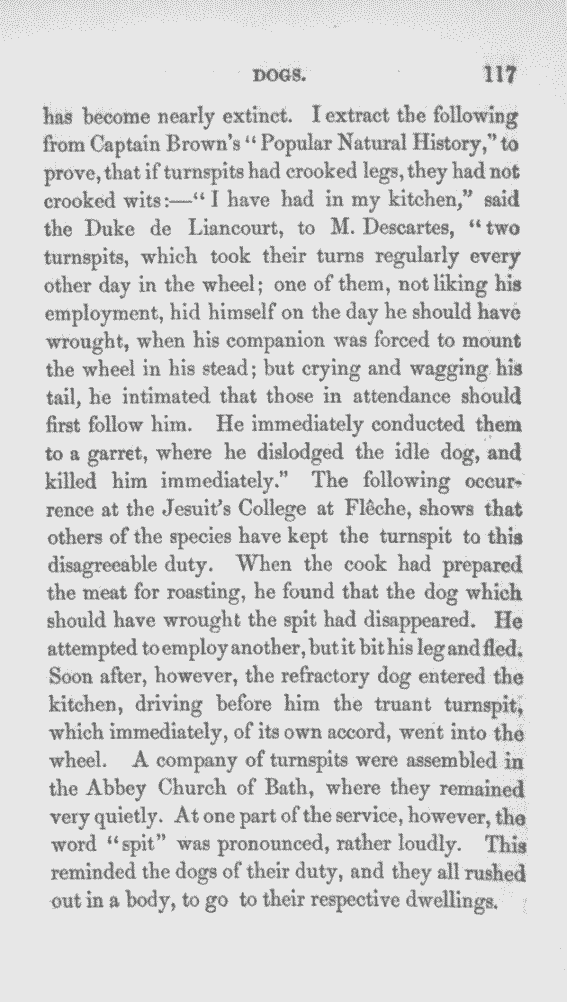 DOGS. 117
has become nearly extinct. I extract the following
from Captain Brown's "Popular Natural History," to
prove, that if turnspits had crooked legs, they had not
crooked wits:—"I have had in my kitchen," said
the Duke de Liancourt, to M. Descartes, "two
turnspits, which took their turns regularly every
other day in the wheel; one of them, not liking his
employment, hid himself on the day he should have
wrought, when his companion was forced to mount
the wheel in his stead; but crying and wagging his
tail, he intimated that those in attendance should
first follow him. He immediately conducted them
to a garret, where he dislodged the idle dog, and
killed him immediately." The following occur-
rence at the Jesuit's College at Flêche, shows that
others of the species have kept the turnspit to this
disagreeable duty. When the cook had prepared
the meat for roasting, he found that the dog which
should have wrought the spit had disappeared. He
attempted to employ another, but it bit his leg and fled.
Soon after, however, the refractory dog entered the
kitchen, driving before him the truant turnspit,
which immediately, of its own accord, went into the
wheel. A company of turnspits were assembled in
the Abbey Church of Bath, where they remained
very quietly. At one part of the service, however, the
word "spit" was pronounced, rather loudly. This
reminded the dogs of their duty, and they all rushed
out in a body, to go to their respective dwellings.